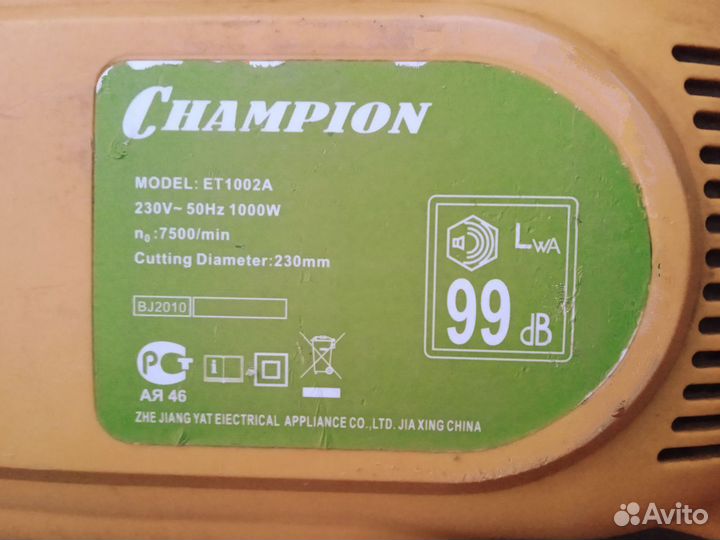 CHAMPION
MODEL: ET1002A
230V~ 50Hz 1000W
n₀ :7500/min
Cutting Diameter:230mm
BJ2010
LWA
99 dB
РСТ
АЯ 46
ZHE JIANG YAT EIECTRICAL APPLIANCE CO.,LTD. JIA XING CHINA
Avito